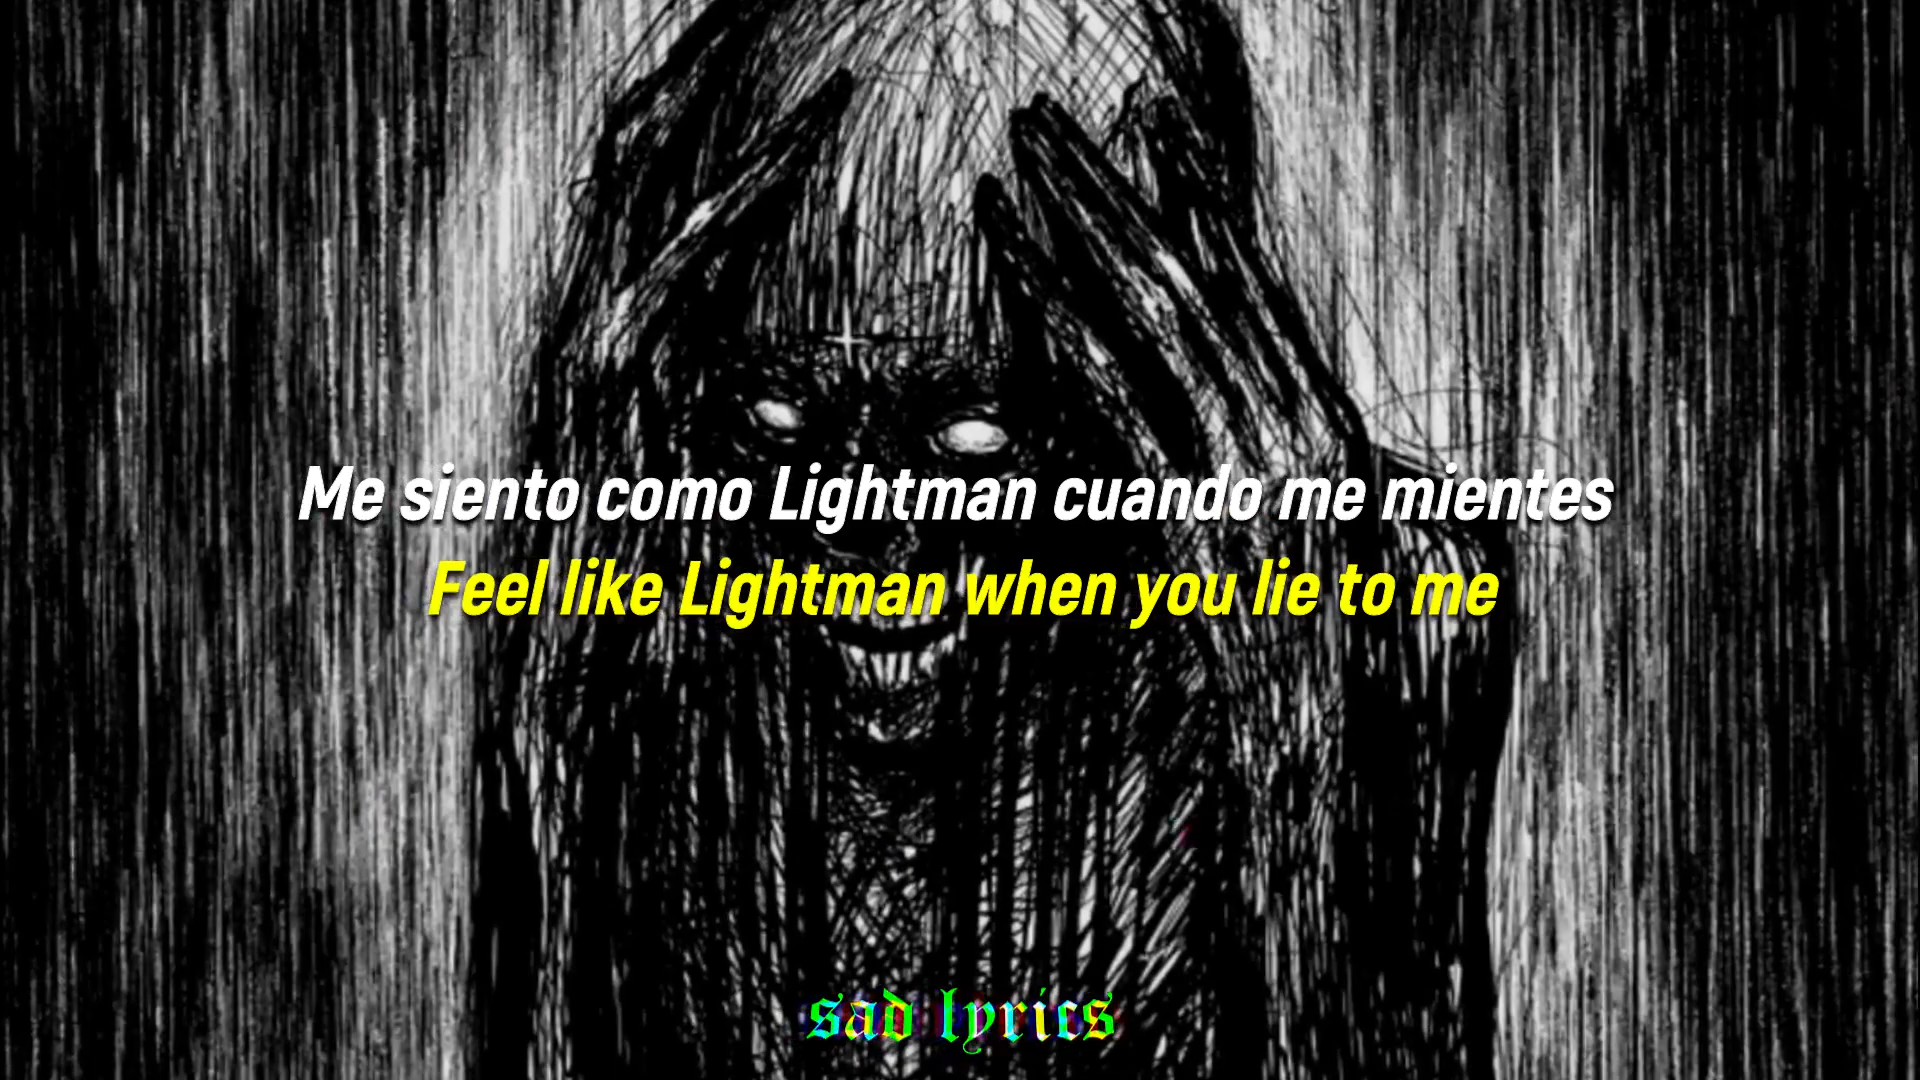 Me siento como Lightman cuando me mientes
Feel like Lightman when you lie to me
sad lyrics